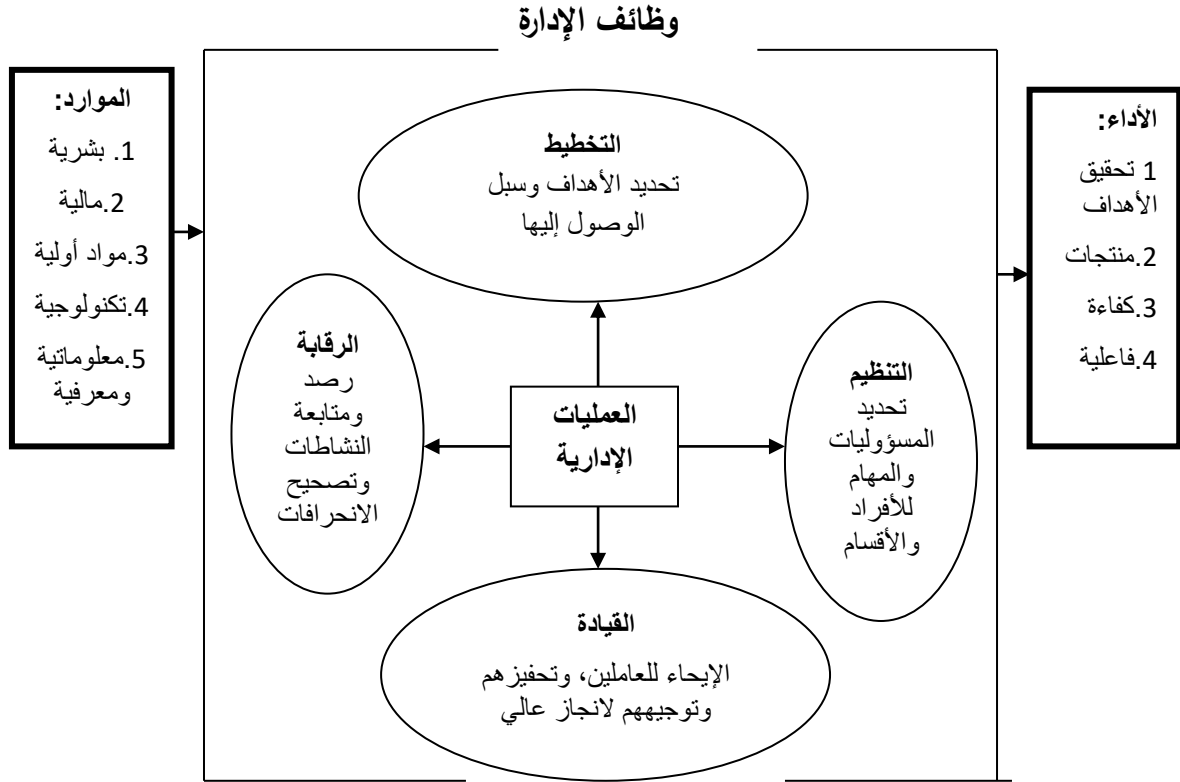 وظائف الإدارة
الموارد:
1. بشرية
2.مالية
3.مواد أولية
4.تكنولوجية
5.معلوماتية
ومعرفية
التخطيط
تحديد الأهداف وسبل
الوصول إليها
الرقابة
رصد
ومتابعة
النشاطات
وتصحيح
الانحرافات
العمليات
الإدارية
التنظيم
تحديد
المسؤوليات
والمهام
للأفراد
والأقسام
القيادة
الإيحاء للعاملين، وتحفيزهم
وتوجيههم لانجاز عالي
الأداء:
1 تحقيق
الأهداف
2.منتجات
3.كفاءة
4.فاعلية